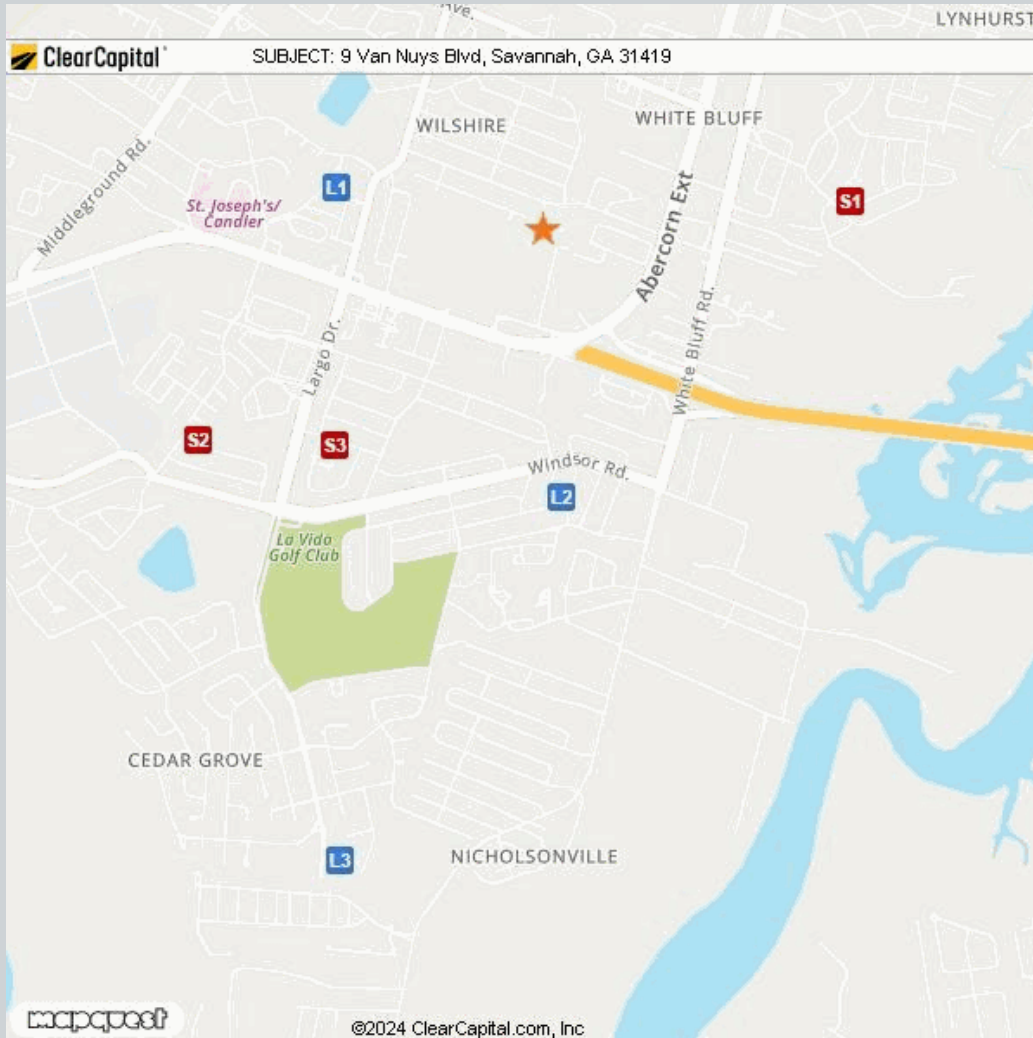 Ave.
LYNHURST
ClearCapital
SUBJECT: 9 Van Nuys Blvd, Savannah, GA 31419
WILSHIRE
WHITE BLUFF
Middleground Rd.
L1
St. Joseph's/
Candler
S1
Abercorn Ext
White Bluff Rd.
Largo Dr.
S2
S3
Windsor Rd.
L2
La Vida
Golf Club
CEDAR GROVE
L3
NICHOLSONVILLE
mapquest
©2024 ClearCapital.com, Inc